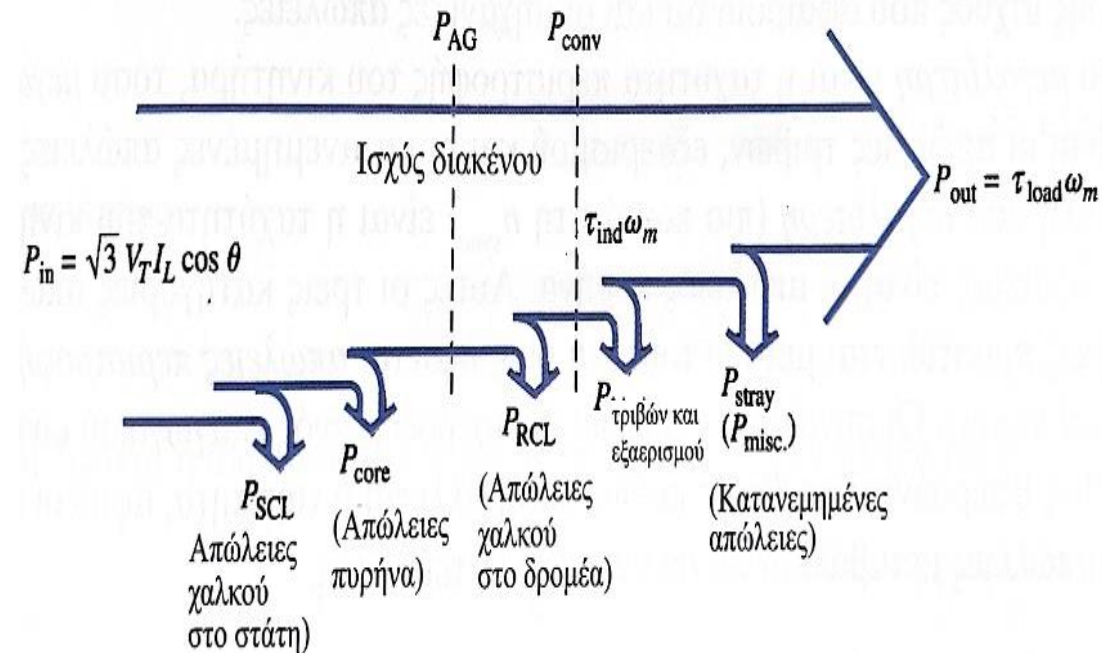 P_AG
P_conv
Ισχύς διακένου
P_in = √3 V_T I_L cos θ
τ_ind ω_m
P_out = τ_load ω_m
P_SCL
Απώλειες
χαλκού
στο στάτη)
P_core
(Απώλειες
πυρήνα)
P_RCL
(Απώλειες
χαλκού
στο δρομέα)
P τριβών και
εξαερισμού
P_stray
(P_misc.)
(Κατανεμημένες
απώλειες)